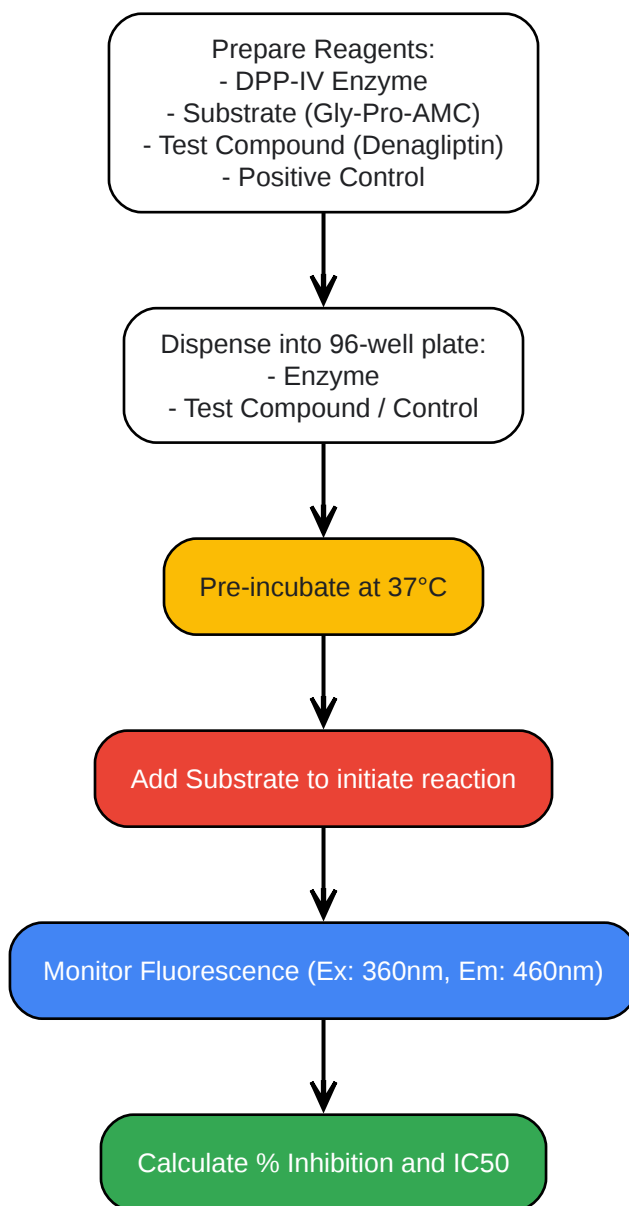 Prepare Reagents:
- DPP-IV Enzyme
- Substrate (Gly-Pro-AMC)
- Test Compound (Denagliptin)
- Positive Control
Dispense into 96-well plate:
- Enzyme
- Test Compound / Control
Pre-incubate at 37°C
Add Substrate to initiate reaction
Monitor Fluorescence (Ex: 360nm, Em: 460nm)
Calculate % Inhibition and IC50